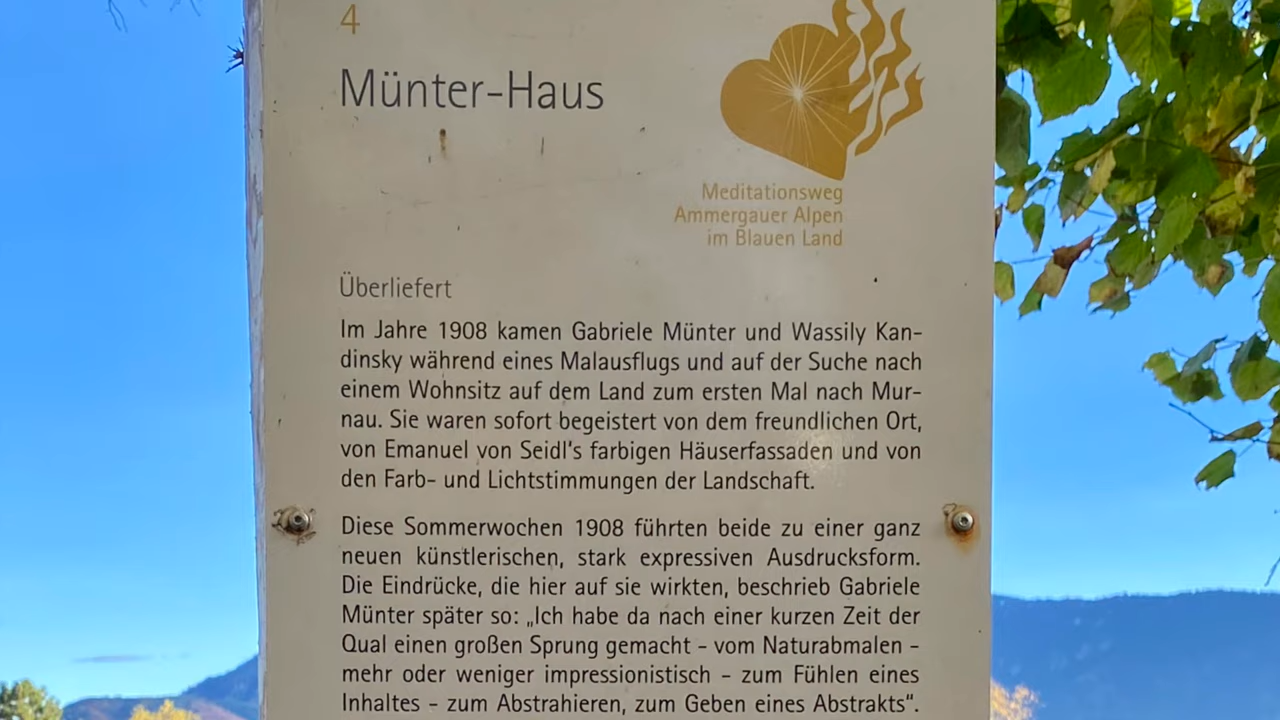 4
Münter-Haus
Meditationsweg
Ammergauer Alpen
im Blauen Land
Überliefert
Im Jahre 1908 kamen Gabriele Münter und Wassily Kan-
dinsky während eines Malausflugs und auf der Suche nach
einem Wohnsitz auf dem Land zum ersten Mal nach Mur-
nau. Sie waren sofort begeistert von dem freundlichen Ort,
von Emanuel von Seidl's farbigen Häuserfassaden und von
den Farb- und Lichtstimmungen der Landschaft.
Diese Sommerwochen 1908 führten beide zu einer ganz
neuen künstlerischen, stark expressiven Ausdrucksform.
Die Eindrücke, die hier auf sie wirkten, beschrieb Gabriele
Münter später so: „Ich habe da nach einer kurzen Zeit der
Qual einen großen Sprung gemacht – vom Naturabmalen –
mehr oder weniger impressionistisch – zum Fühlen eines
Inhaltes – zum Abstrahieren, zum Geben eines Abstrakts“.